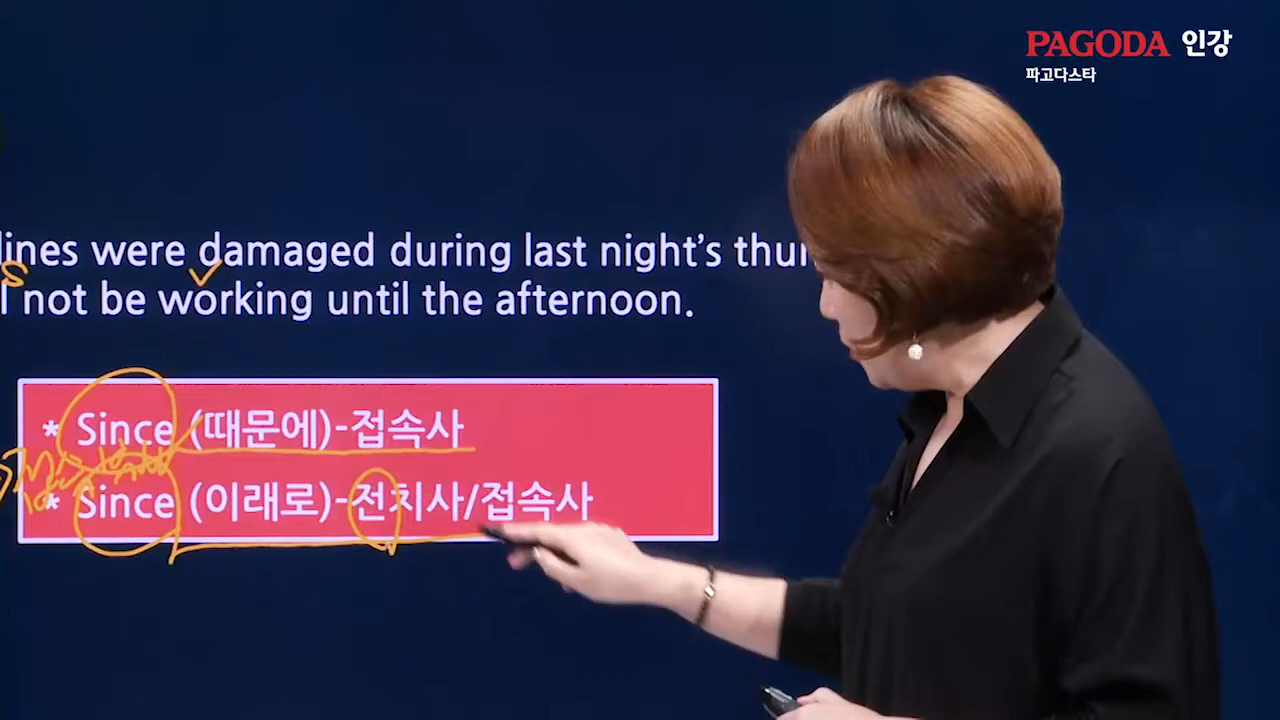 PAGODA 인강
파고다스타
lines were damaged during last night's
not be working until the afternoon.
* Since (때문에)-접속사
* Since (이래로)-전치사/접속사